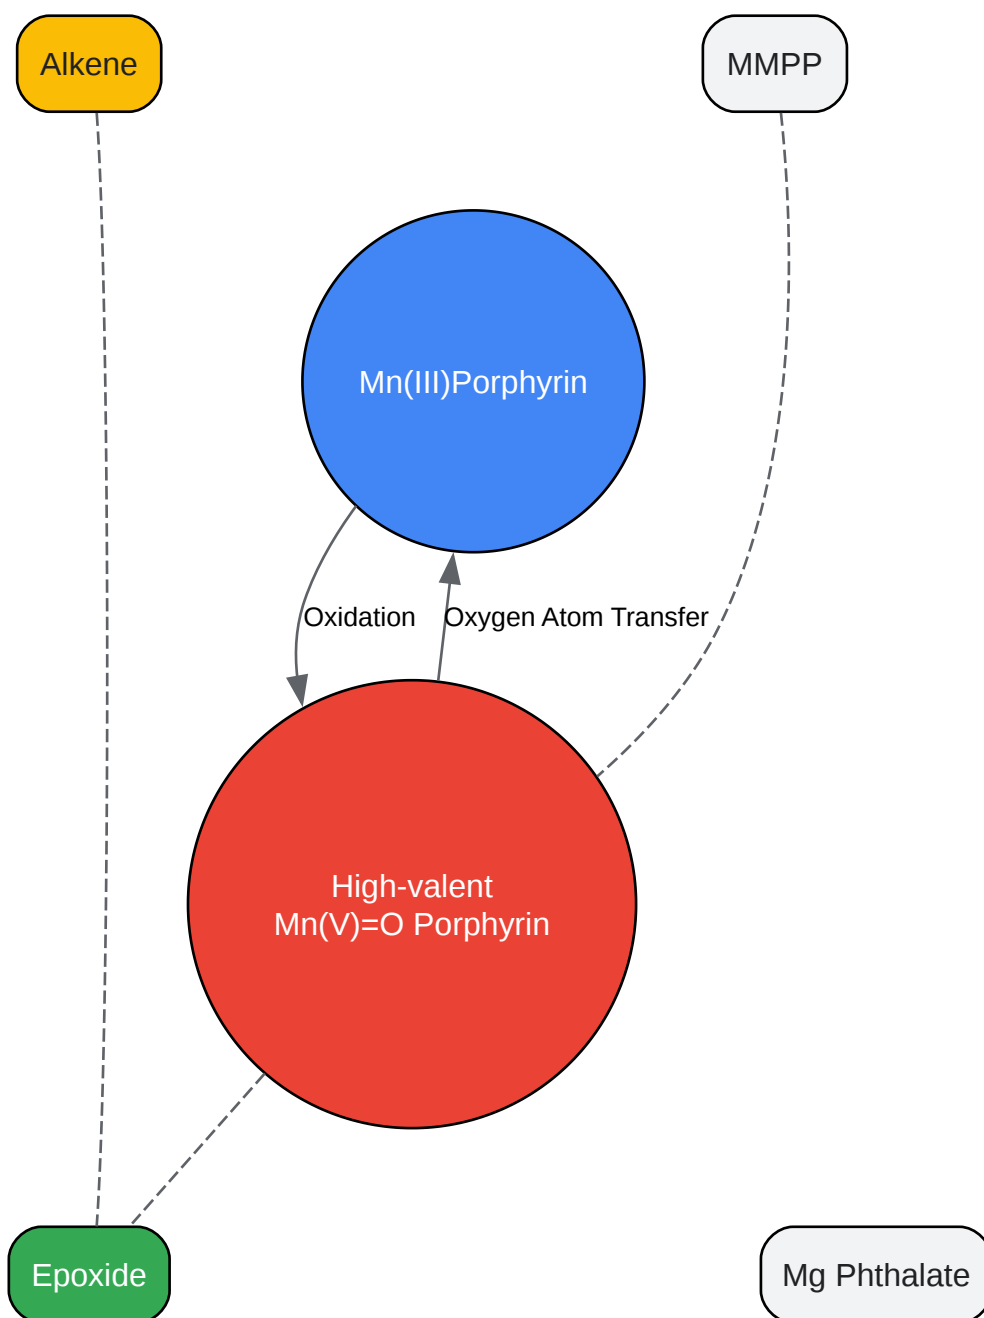 Alkene
MMPP
Mn(III)Porphyrin
Oxidation
Oxygen Atom Transfer
High-valent
Mn(V)=O Porphyrin
Epoxide
Mg Phthalate